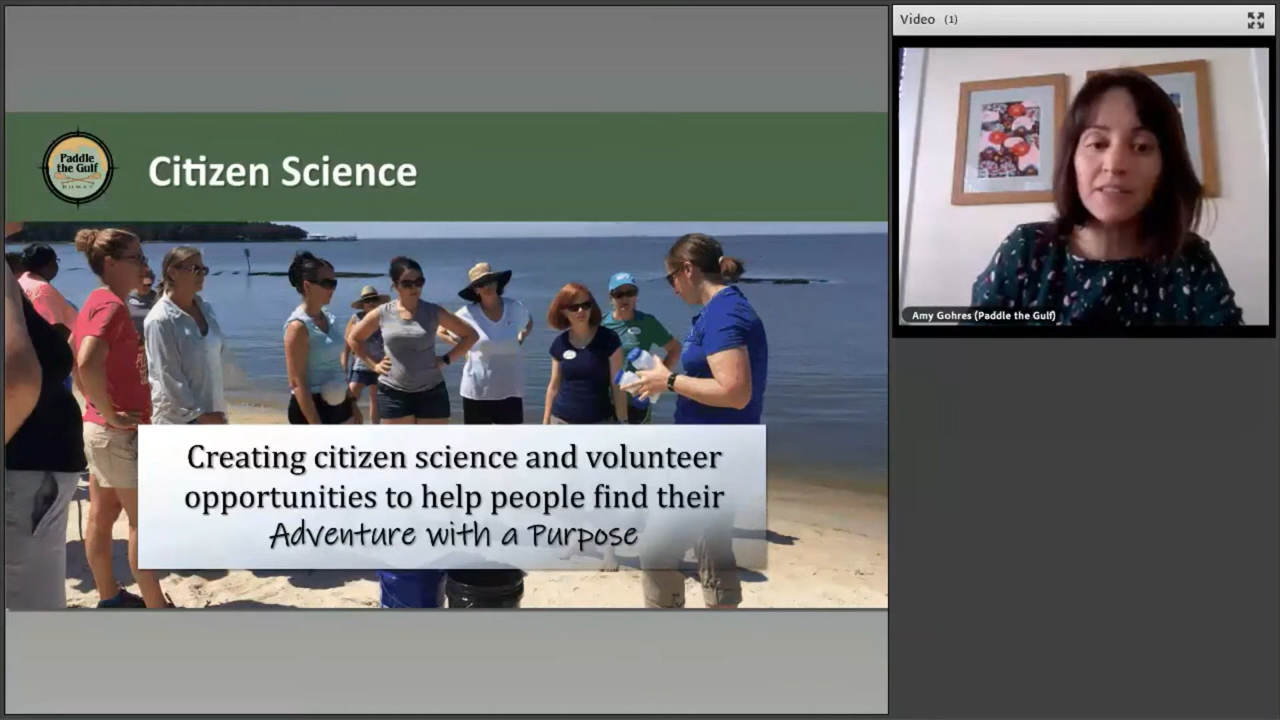 Video (1)
Paddle
the Gulf
Citizen Science
Amy Gohres (Paddle the Gulf)
Creating citizen science and volunteer
opportunities to help people find their
Adventure with a Purpose